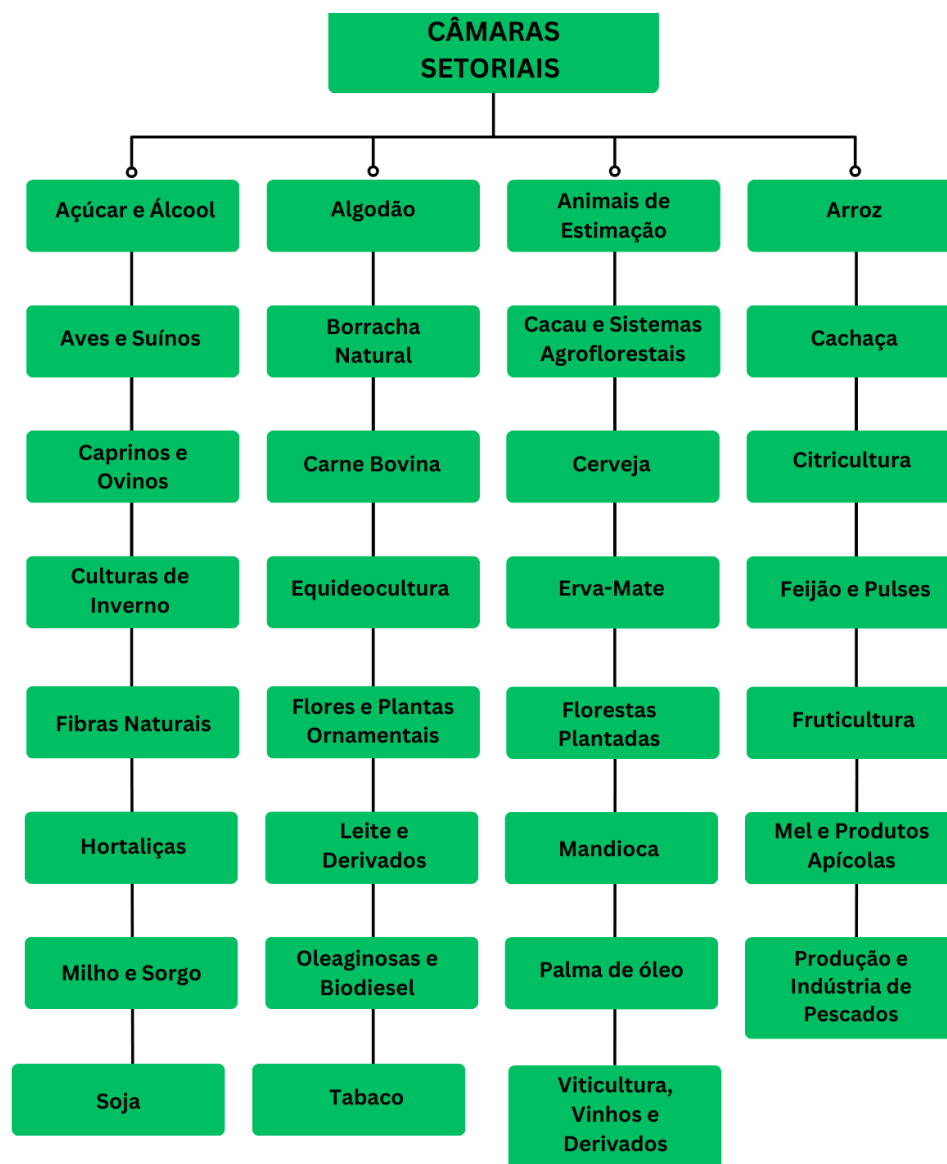 CÂMARAS
SETORIAIS
Açúcar e Álcool
Algodão
Animais de
Estimação
Arroz
Aves e Suínos
Borracha
Natural
Cacau e Sistemas
Agroflorestais
Cachaça
Caprinos e
Ovinos
Carne Bovina
Cerveja
Citricultura
Culturas de
Inverno
Equideocultura
Erva-Mate
Feijão e Pulses
Fibras Naturais
Flores e Plantas
Ornamentais
Florestas
Plantadas
Fruticultura
Hortaliças
Leite e
Derivados
Mandioca
Mel e Produtos
Apícolas
Milho e Sorgo
Oleaginosas e
Biodiesel
Palma de óleo
Produção e
Indústria de
Pescados
Soja
Tabaco
Viticultura,
Vinhos e
Derivados